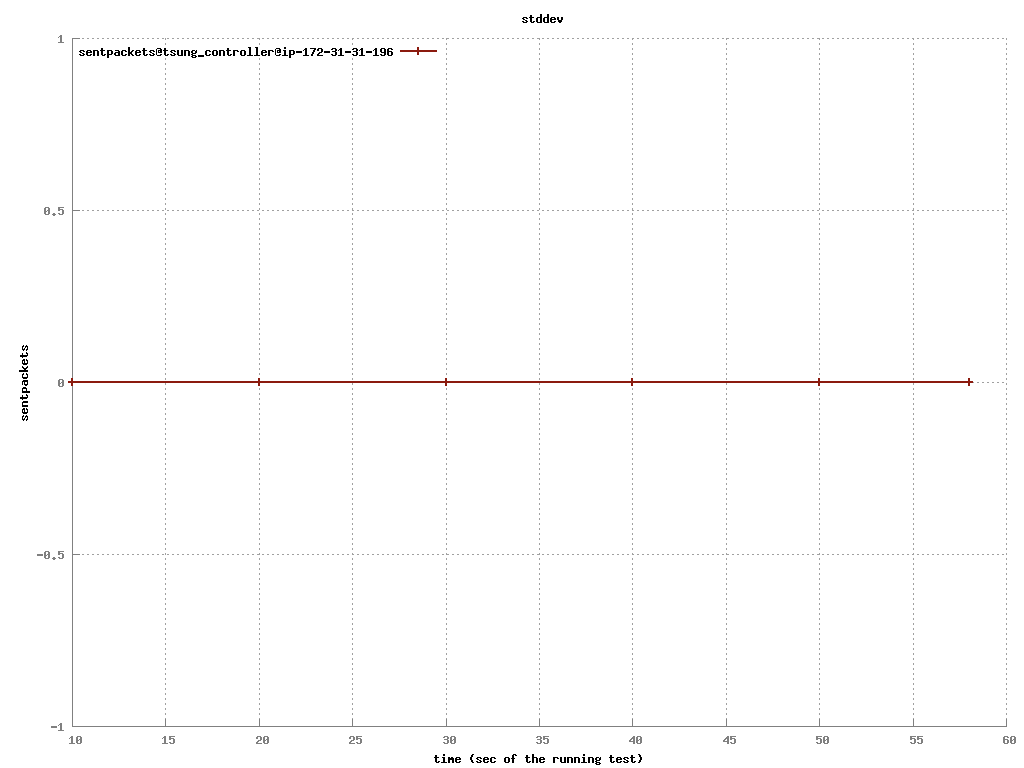 stddev
sentpackets@tsung_controller@ip-172-31-31-196
1
0.5
0
-0.5
-1
sentpackets
10 15 20 25 30 35 40 45 50 55 60
time (sec of the running test)